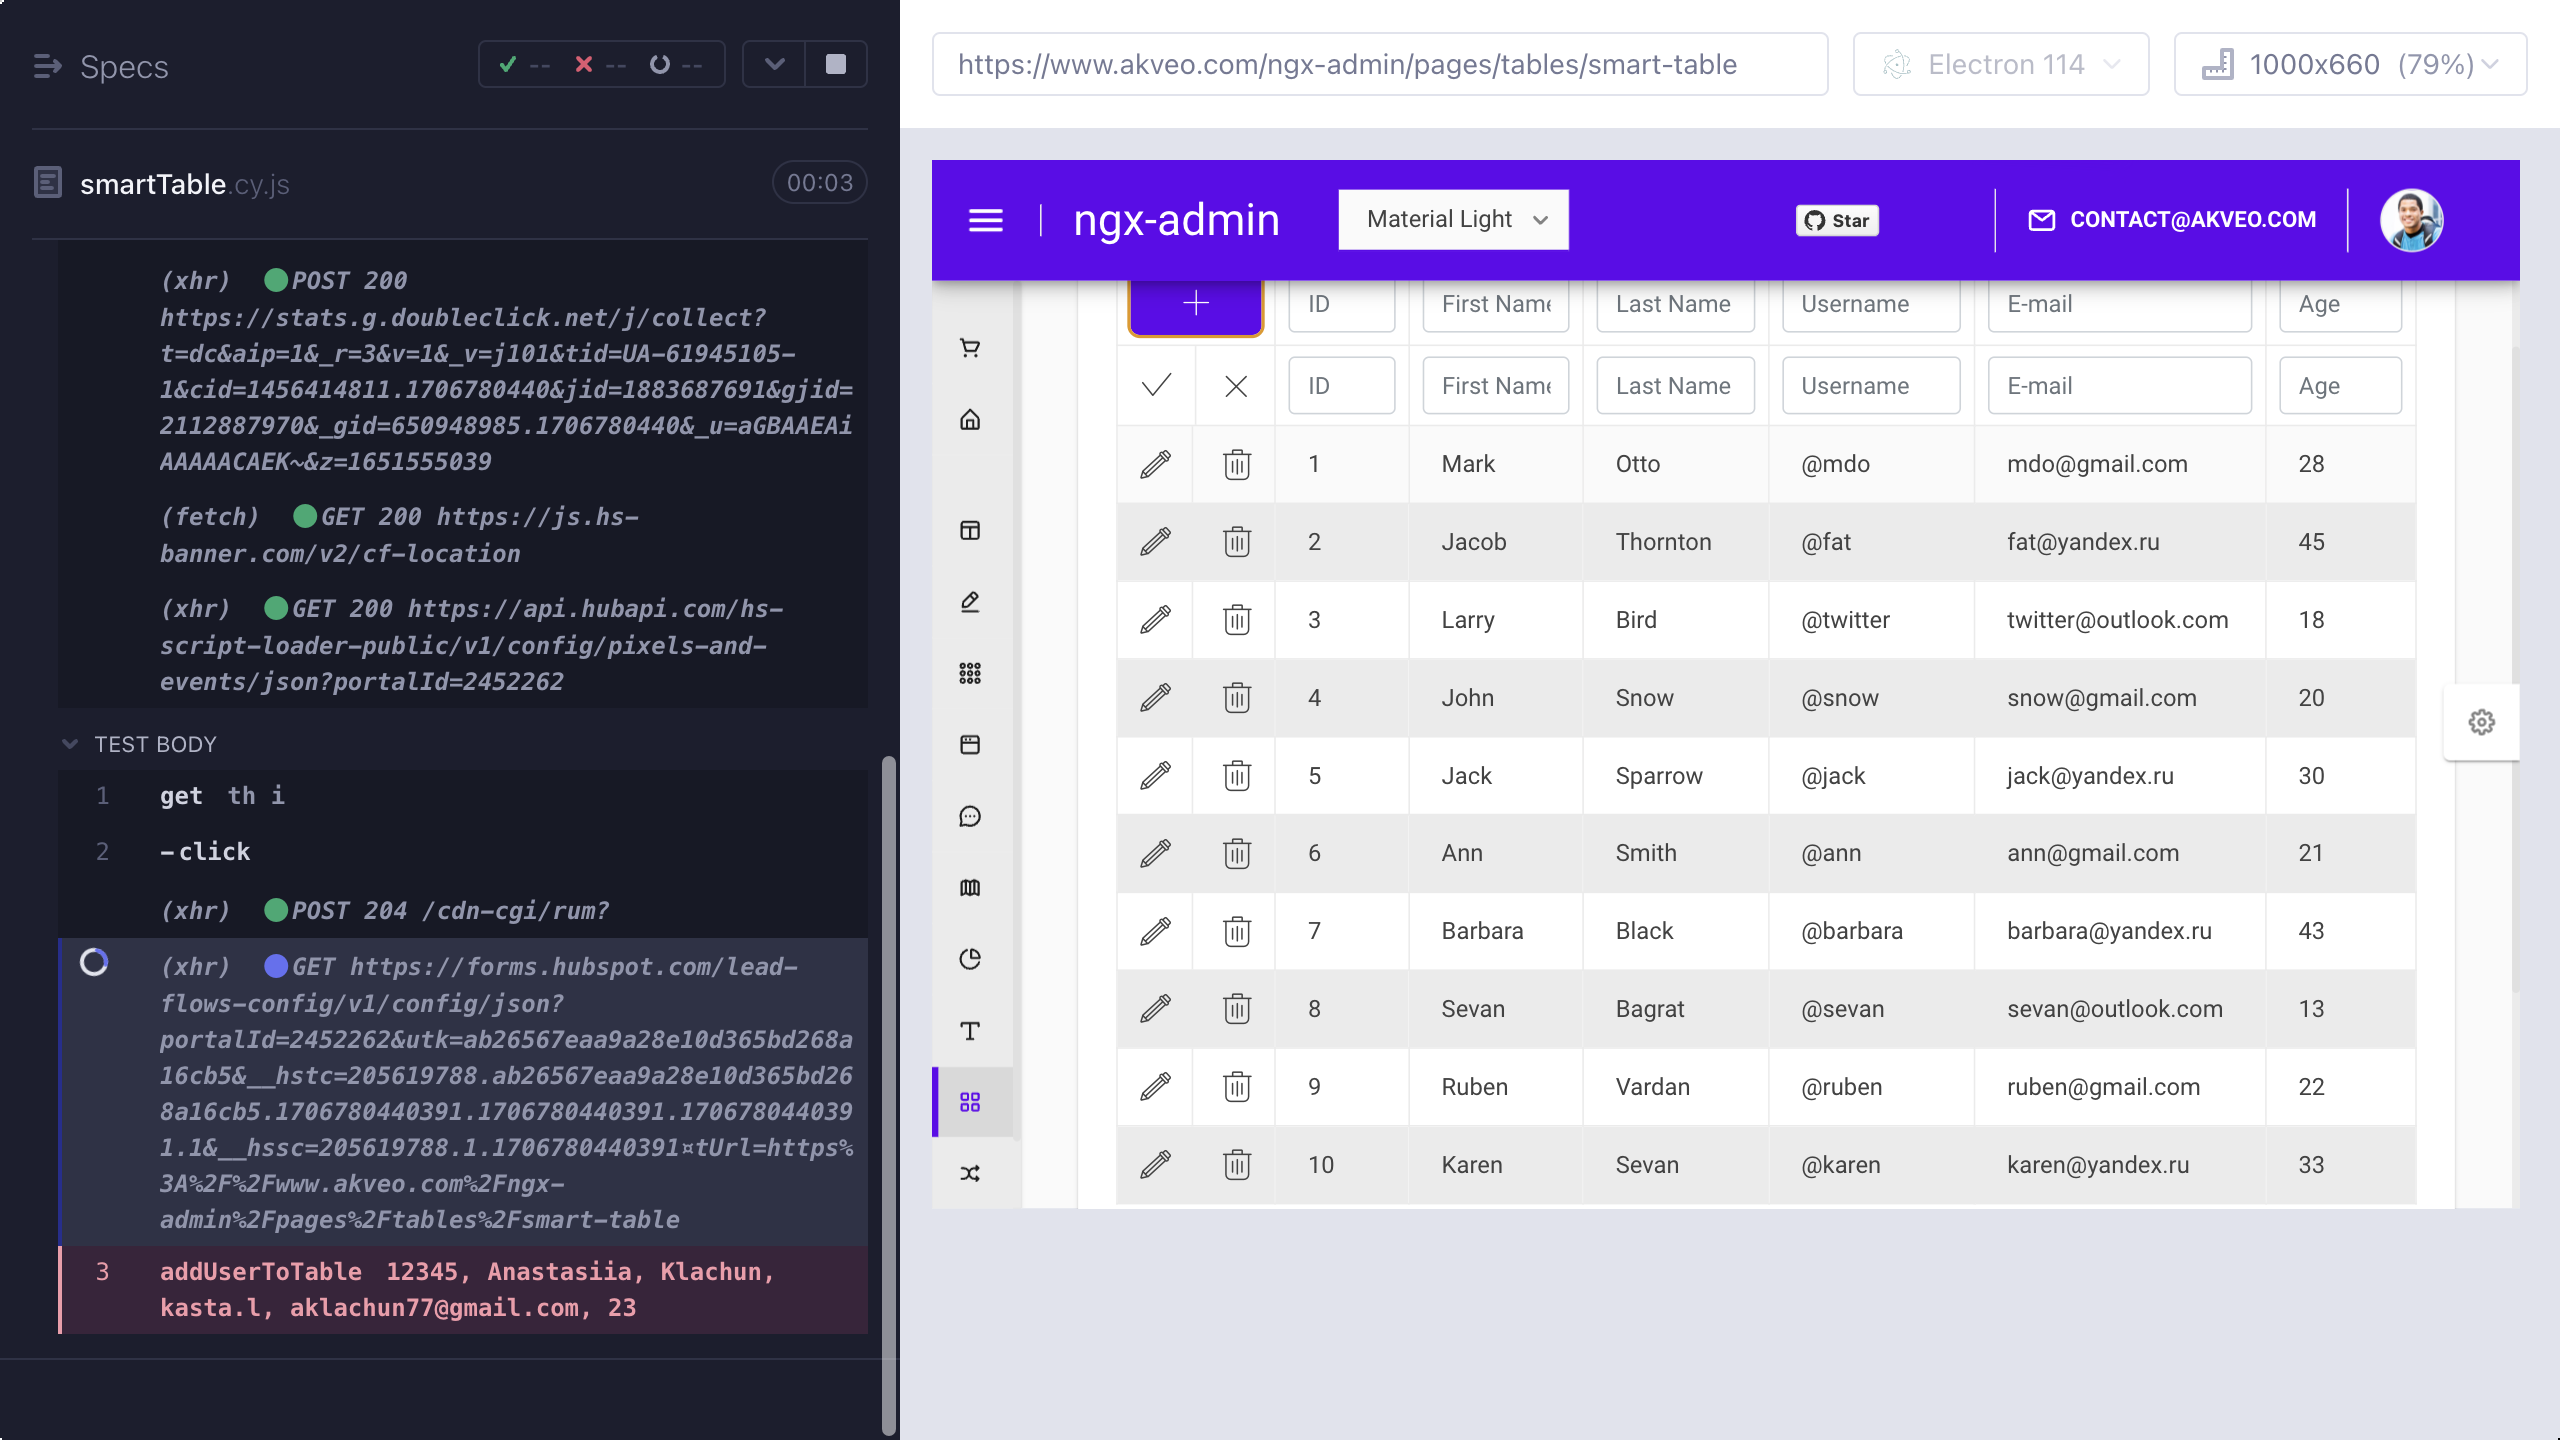 Specs
-- -- --
smartTable.cy.js
00:03
(xhr) POST 200
https://stats.g.doubleclick.net/j/collect?
t=dc&aip=1&_r=3&v=1&_v=j101&tid=UA-61945105-
1&cid=1456414811.1706780440&jid=1883687691&gjid=
2112887970&_gid=650948985.1706780440&_u=aGBAAEAi
AAAAACAEK~&z=1651555039
(fetch) GET 200 https://js.hs-
banner.com/v2/cf-location
(xhr) GET 200 https://api.hubapi.com/hs-
script-loader-public/v1/config/pixels-and-
events/json?portalId=2452262
TEST BODY
1 get th i
2 -click
(xhr) POST 204 /cdn-cgi/rum?
(xhr) GET https://forms.hubspot.com/lead-
flows-config/v1/config/json?
portalId=2452262&utk=ab26567eaa9a28e10d365bd268a
16cb5&__hstc=205619788.ab26567eaa9a28e10d365bd26
8a16cb5.1706780440391.1706780440391.170678044039
1.1&__hssc=205619788.1.1706780440391¤tUrl=https%
3A%2F%2Fwww.akveo.com%2Fngx-
admin%2Fpages%2Ftables%2Fsmart-table
3 addUserToTable 12345, Anastasiia, Klachun,
kasta.l, aklachun77@gmail.com, 23
https://www.akveo.com/ngx-admin/pages/tables/smart-table
Electron 114
1000x660 (79%)
ngx-admin
Material Light
Star
CONTACT@AKVEO.COM
ID First Name Last Name Username E-mail Age
ID First Name Last Name Username E-mail Age
1 Mark Otto @mdo mdo@gmail.com 28
2 Jacob Thornton @fat fat@yandex.ru 45
3 Larry Bird @twitter twitter@outlook.com 18
4 John Snow @snow snow@gmail.com 20
5 Jack Sparrow @jack jack@yandex.ru 30
6 Ann Smith @ann ann@gmail.com 21
7 Barbara Black @barbara barbara@yandex.ru 43
8 Sevan Bagrat @sevan sevan@outlook.com 13
9 Ruben Vardan @ruben ruben@gmail.com 22
10 Karen Sevan @karen karen@yandex.ru 33